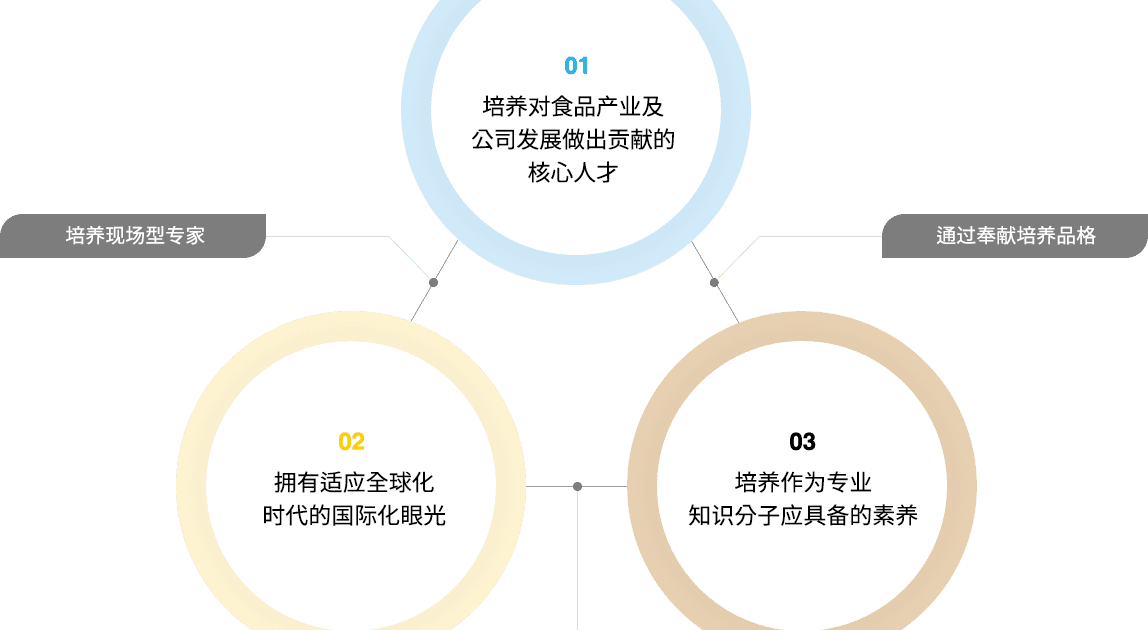 01
培养对食品产业及
公司发展做出贡献的
核心人才
培养现场型专家
通过奉献培养品格
02
拥有适应全球化
时代的国际化眼光
03
培养作为专业
知识分子应具备的素养